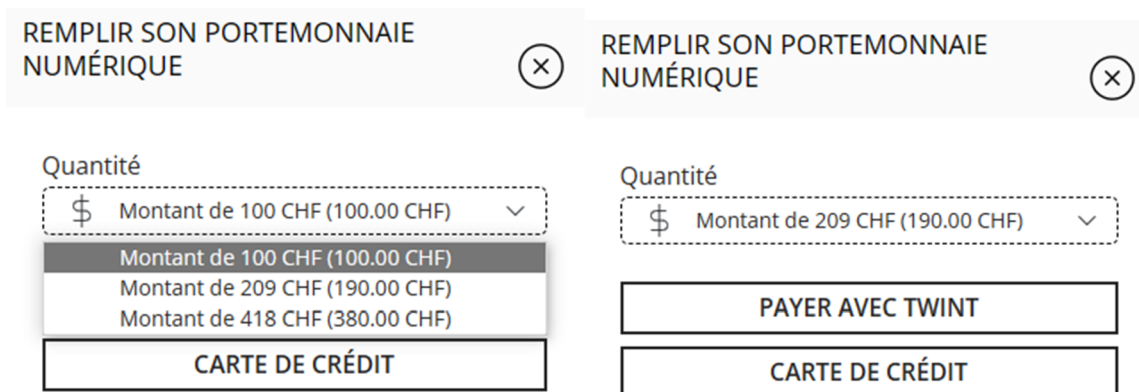 REMPLIR SON PORTEMONNAIE
NUMÉRIQUE
Quantité
Montant de 100 CHF (100.00 CHF)
Montant de 100 CHF (100.00 CHF)
Montant de 209 CHF (190.00 CHF)
Montant de 418 CHF (380.00 CHF)
CARTE DE CRÉDIT
REMPLIR SON PORTEMONNAIE
NUMÉRIQUE
Quantité
$ Montant de 209 CHF (190.00 CHF)
PAYER AVEC TWINT
CARTE DE CRÉDIT